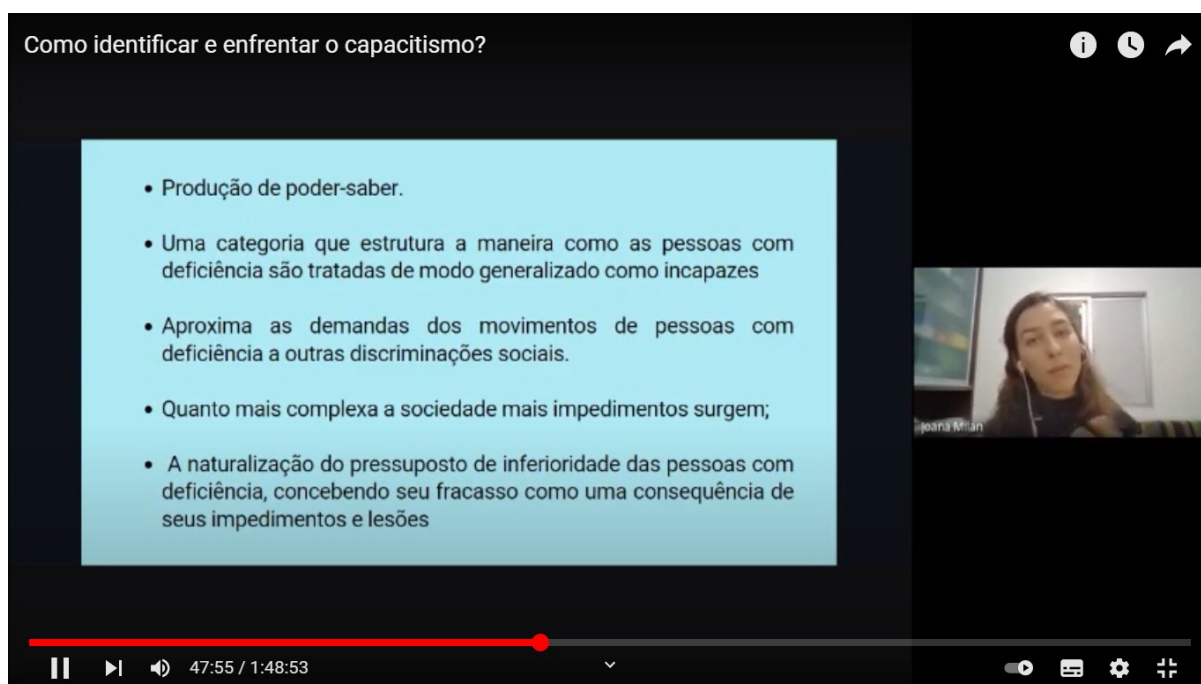 Como identificar e enfrentar o capacitismo?
• Produção de poder-saber.
• Uma categoria que estrutura a maneira como as pessoas com
deficiência são tratadas de modo generalizado como incapazes
• Aproxima as demandas dos movimentos de pessoas com
deficiência a outras discriminações sociais.
• Quanto mais complexa a sociedade mais impedimentos surgem;
• A naturalização do pressuposto de inferioridade das pessoas com
deficiência, concebendo seu fracasso como uma consequência de
seus impedimentos e lesões
Joana Milan
47:55 / 1:48:53